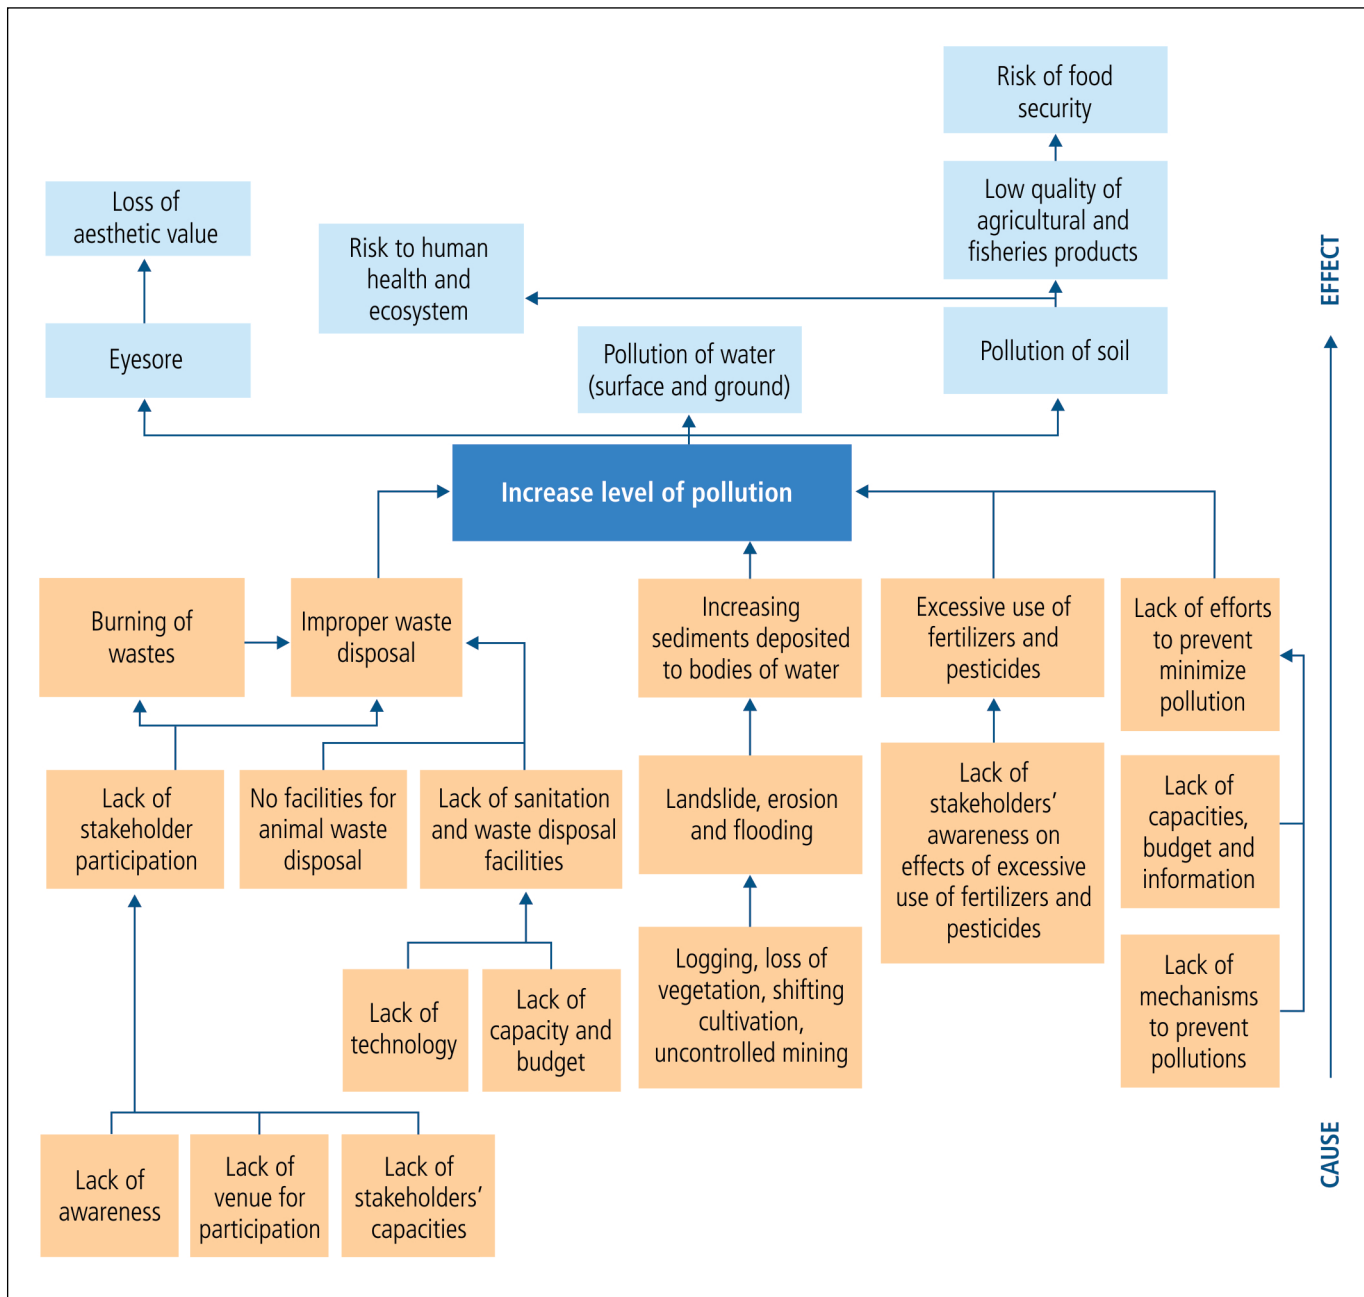 Risk of food
security
Low quality of
agricultural and
fisheries products
Loss of
aesthetic value
Risk to human
health and
ecosystem
EFFECT
Eyesore
Pollution of water
(surface and ground)
Pollution of soil
Increase level of pollution
Burning of
wastes
Improper waste
disposal
Increasing
sediments deposited
to bodies of water
Excessive use of
fertilizers and
pesticides
Lack of efforts
to prevent
minimize
pollution
Lack of
stakeholder
participation
No facilities for
animal waste
disposal
Lack of sanitation
and waste disposal
facilities
Landslide, erosion
and flooding
Lack of
stakeholders’
awareness on
effects of excessive
use of fertilizers and
pesticides
Lack of
capacities,
budget and
information
Lack of
technology
Lack of
capacity and
budget
Logging, loss of
vegetation, shifting
cultivation,
uncontrolled mining
Lack of
mechanisms
to prevent
pollutions
Lack of
awareness
Lack of
venue for
participation
Lack of
stakeholders’
capacities
CAUSE